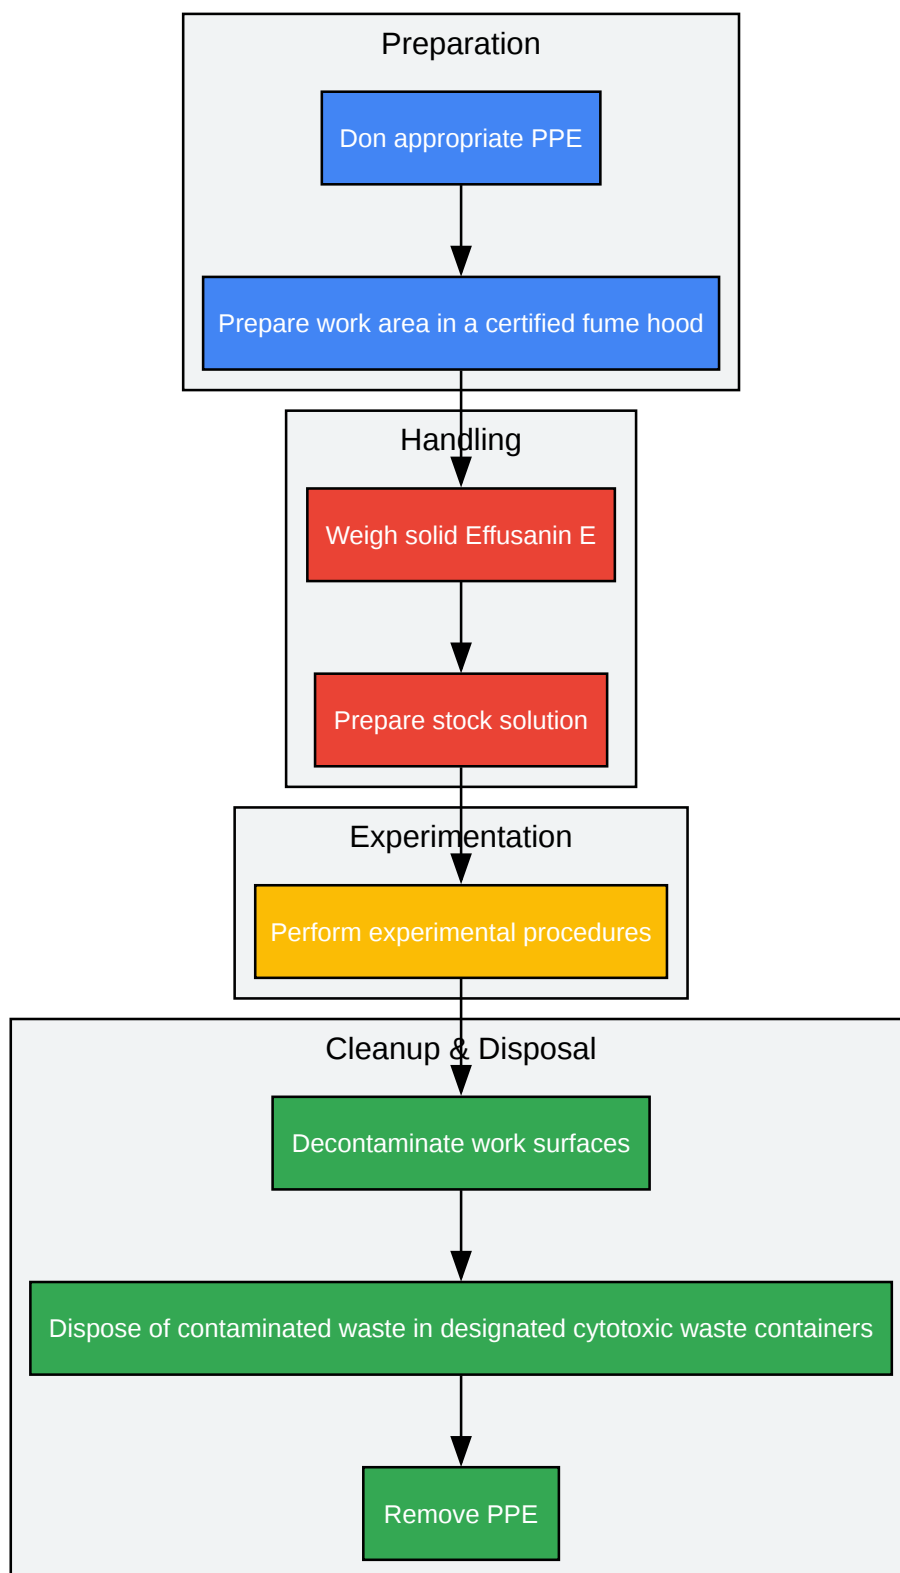 Preparation
Don appropriate PPE
Prepare work area in a certified fume hood
Handling
Weigh solid Effusanin E
Prepare stock solution
Experimentation
Perform experimental procedures
Cleanup & Disposal
Decontaminate work surfaces
Dispose of contaminated waste in designated cytotoxic waste containers
Remove PPE